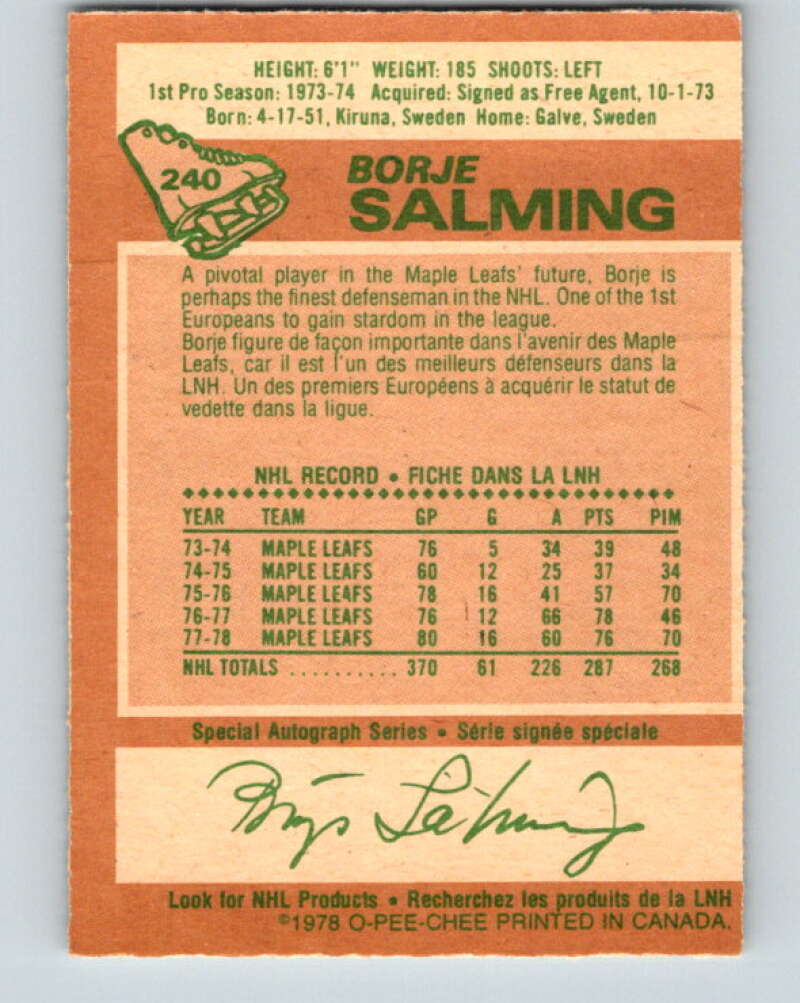 HEIGHT: 6'1" WEIGHT: 185 SHOOTS: LEFT
1st Pro Season: 1973-74 Acquired: Signed as Free Agent, 10-1-73
Born: 4-17-51, Kiruna, Sweden Home: Galve, Sweden
240
BORJE
SALMING
A pivotal player in the Maple Leafs' future, Borje is
perhaps the finest defenseman in the NHL. One of the 1st
Europeans to gain stardom in the league.
Borje figure de façon importante dans l'avenir des Maple
Leafs, car il est l'un des meilleurs défenseurs dans la
LNH. Un des premiers Européens à acquérir le statut de
vedette dans la ligue.
NHL RECORD • FICHE DANS LA LNH
YEAR TEAM GP G A PTS PIM
73-74 MAPLE LEAFS 76 5 34 39 48
74-75 MAPLE LEAFS 60 12 25 37 34
75-76 MAPLE LEAFS 78 16 41 57 70
76-77 MAPLE LEAFS 76 12 66 78 46
77-78 MAPLE LEAFS 80 16 60 76 70
NHL TOTALS .......... 370 61 226 287 268
Special Autograph Series • Série signée spéciale
Börje Salming
Look for NHL Products • Recherchez les produits de la LNH
©1978 O-PEE-CHEE PRINTED IN CANADA.